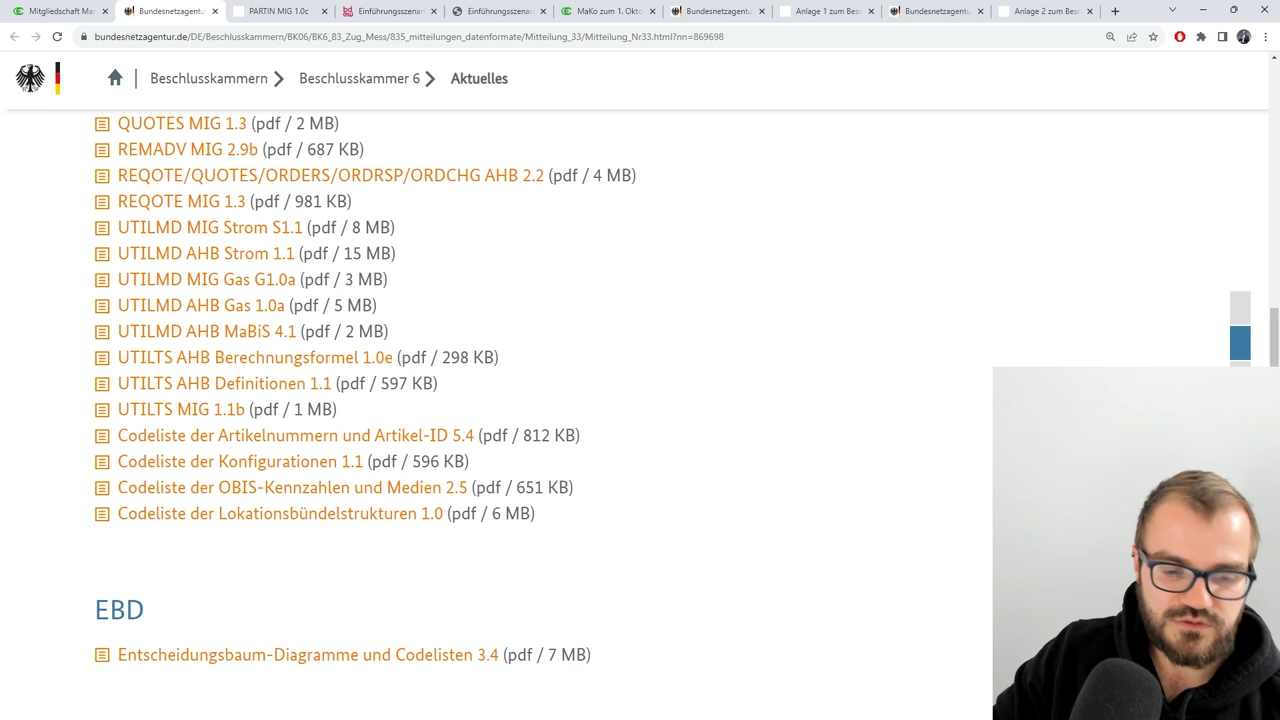 Mitgliedschaft Ma
Bundesnetzagentur
PARTIN MIG 1.0c
Einführungsszenar
Einführungsszenar
MaKo zum 1. Okto
Bundesnetzagentur
Anlage 1 zum Bes
Bundesnetzagentur
Anlage 2 zum Bes
bundesnetzagentur.de/DE/Beschlusskammern/BK06/BK6_83_Zug_Mess/835_mitteilungen_datenformate/Mitteilung_33/Mitteilung_Nr33.html?nn=869698
Beschlusskammern
Beschlusskammer 6
Aktuelles
QUOTES MIG 1.3 (pdf / 2 MB)
REMADV MIG 2.9b (pdf / 687 KB)
REQOTE/QUOTES/ORDERS/ORDRSP/ORDCHG AHB 2.2 (pdf / 4 MB)
REQOTE MIG 1.3 (pdf / 981 KB)
UTILMD MIG Strom S1.1 (pdf / 8 MB)
UTILMD AHB Strom 1.1 (pdf / 15 MB)
UTILMD MIG Gas G1.0a (pdf / 3 MB)
UTILMD AHB Gas 1.0a (pdf / 5 MB)
UTILMD AHB MaBiS 4.1 (pdf / 2 MB)
UTILTS AHB Berechnungsformel 1.0e (pdf / 298 KB)
UTILTS AHB Definitionen 1.1 (pdf / 597 KB)
UTILTS MIG 1.1b (pdf / 1 MB)
Codeliste der Artikelnummern und Artikel-ID 5.4 (pdf / 812 KB)
Codeliste der Konfigurationen 1.1 (pdf / 596 KB)
Codeliste der OBIS-Kennzahlen und Medien 2.5 (pdf / 651 KB)
Codeliste der Lokationsbündelstrukturen 1.0 (pdf / 6 MB)
EBD
Entscheidungsbaum-Diagramme und Codelisten 3.4 (pdf / 7 MB)